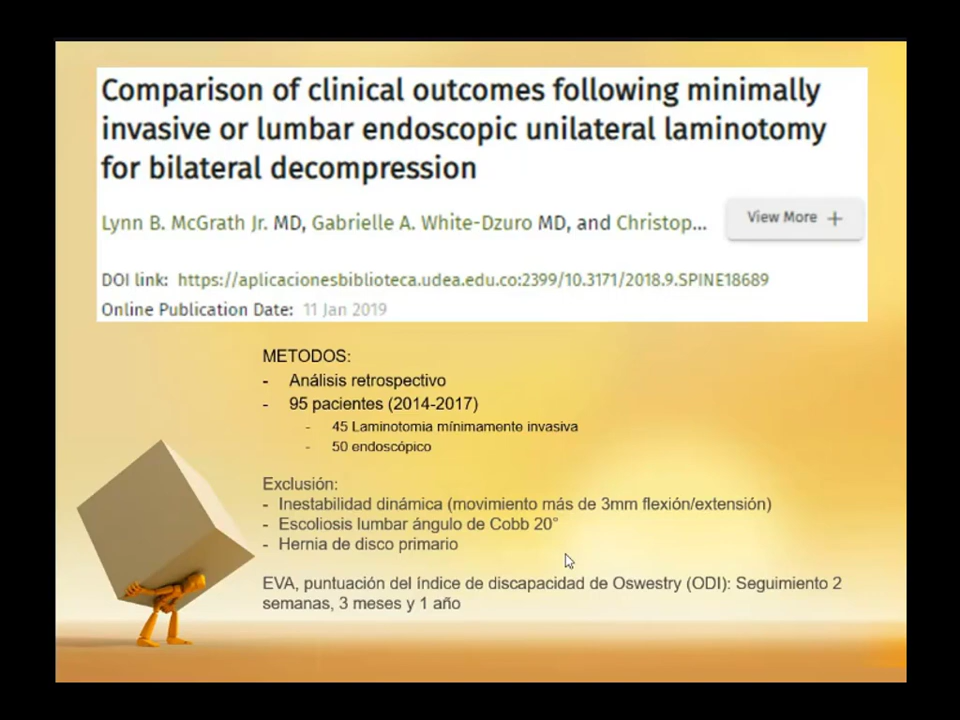 Comparison of clinical outcomes following minimally
invasive or lumbar endoscopic unilateral laminotomy
for bilateral decompression
Lynn B. McGrath Jr. MD, Gabrielle A. White-Dzuro MD, and Christop...
View More +
DOI link: https://aplicacionesbiblioteca.udea.edu.co:2399/10.3171/2018.9.SPINE18689
Online Publication Date: 11 Jan 2019
METODOS:
- Análisis retrospectivo
- 95 pacientes (2014-2017)
- 45 Laminotomia mínimamente invasiva
- 50 endoscópico
Exclusión:
- Inestabilidad dinámica (movimiento más de 3mm flexión/extensión)
- Escoliosis lumbar ángulo de Cobb 20°
- Hernia de disco primario
EVA, puntuación del índice de discapacidad de Oswestry (ODI): Seguimiento 2
semanas, 3 meses y 1 año